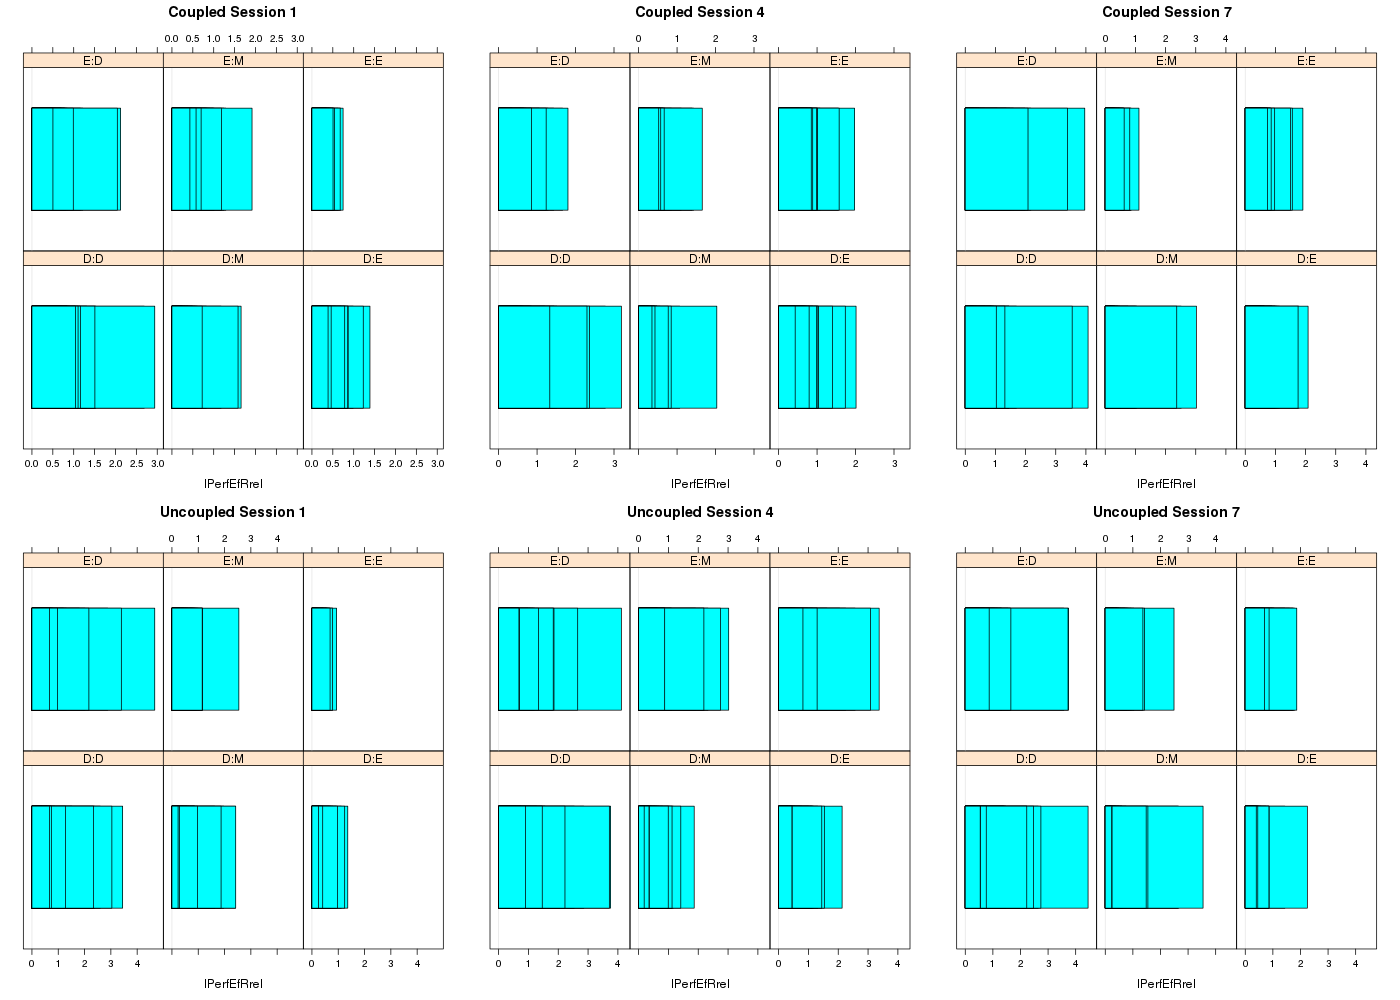 Coupled Session 1
0.0 0.5 1.0 1.5 2.0 2.5 3.0
E:D E:M E:E
D:D D:M D:E
0.0 0.5 1.0 1.5 2.0 2.5 3.0 0.0 0.5 1.0 1.5 2.0 2.5 3.0
lPerfEfRrel
Coupled Session 4
0 1 2 3
E:D E:M E:E
D:D D:M D:E
0 1 2 3 0 1 2 3
lPerfEfRrel
Coupled Session 7
0 1 2 3 4
E:D E:M E:E
D:D D:M D:E
0 1 2 3 4 0 1 2 3 4
lPerfEfRrel
Uncoupled Session 1
0 1 2 3 4
E:D E:M E:E
D:D D:M D:E
0 1 2 3 4 0 1 2 3 4
lPerfEfRrel
Uncoupled Session 4
0 1 2 3 4
E:D E:M E:E
D:D D:M D:E
0 1 2 3 4 0 1 2 3 4
lPerfEfRrel
Uncoupled Session 7
0 1 2 3 4
E:D E:M E:E
D:D D:M D:E
0 1 2 3 4 0 1 2 3 4
lPerfEfRrel